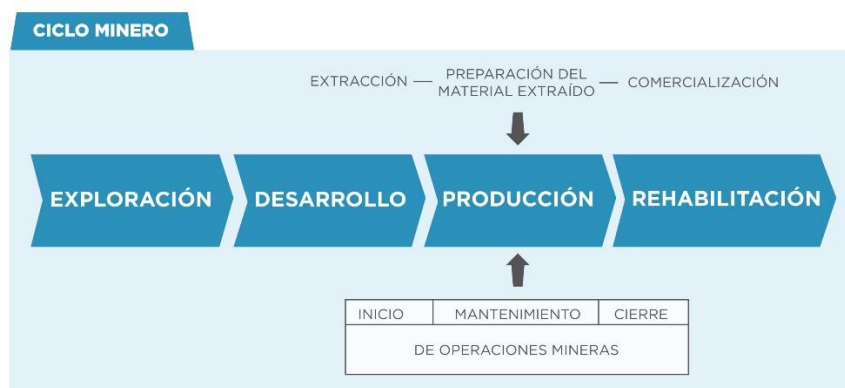 CICLO MINERO
EXTRACCIÓN — PREPARACIÓN DEL MATERIAL EXTRAÍDO — COMERCIALIZACIÓN
EXPLORACIÓN
DESARROLLO
PRODUCCIÓN
REHABILITACIÓN
INICIO
MANTENIMIENTO
CIERRE
DE OPERACIONES MINERAS